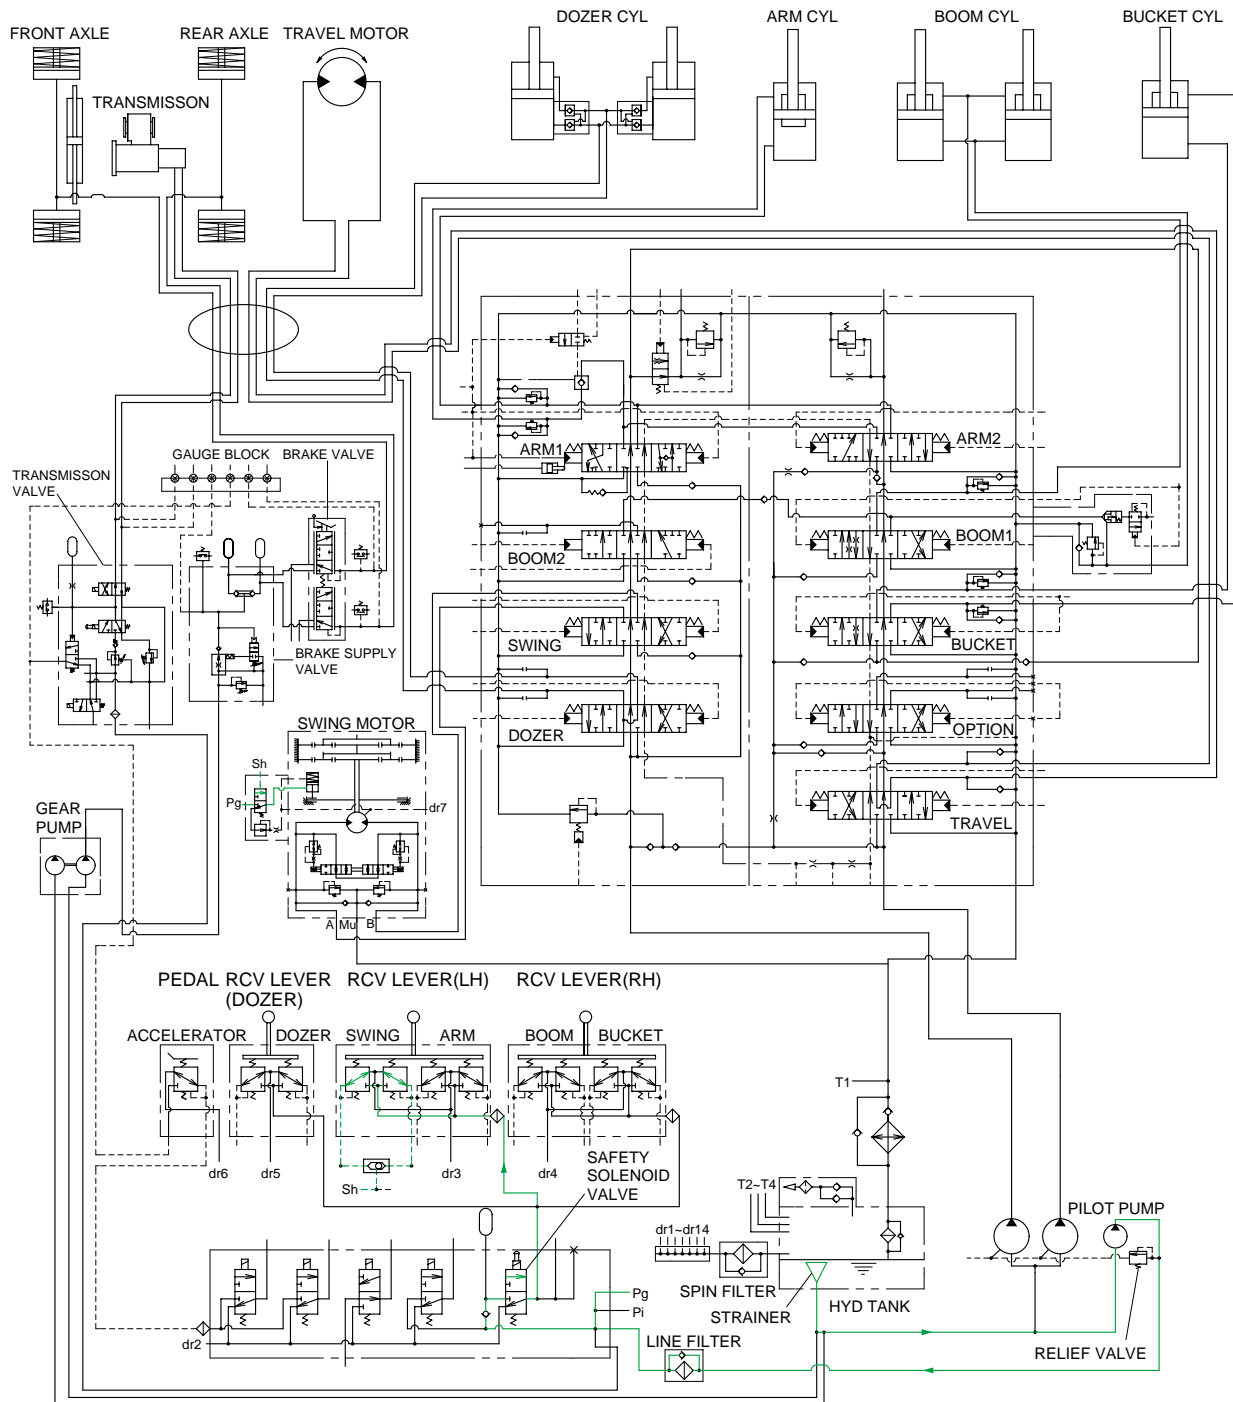 DOZER CYL
ARM CYL
BOOM CYL
BUCKET CYL
FRONT AXLE
REAR AXLE
TRAVEL MOTOR
TRANSMISSON
ARM1
ARM2
GAUGE BLOCK
BRAKE VALVE
TRANSMISSON
VALVE
BOOM2
BOOM1
SWING
BUCKET
BRAKE SUPPLY
VALVE
DOZER
OPTION
SWING MOTOR
Sh
Pg
dr7
GEAR
PUMP
TRAVEL
A
Mu
B
PEDAL RCV LEVER
(DOZER)
RCV LEVER(LH)
RCV LEVER(RH)
ACCELERATOR
DOZER
SWING
ARM
BOOM
BUCKET
T1
dr6
dr5
dr3
dr4
SAFETY
SOLENOID
VALVE
Sh
T2~T4
PILOT PUMP
dr1~dr14
Pg
Pi
SPIN FILTER
STRAINER
HYD TANK
LINE FILTER
RELIEF VALVE
dr2